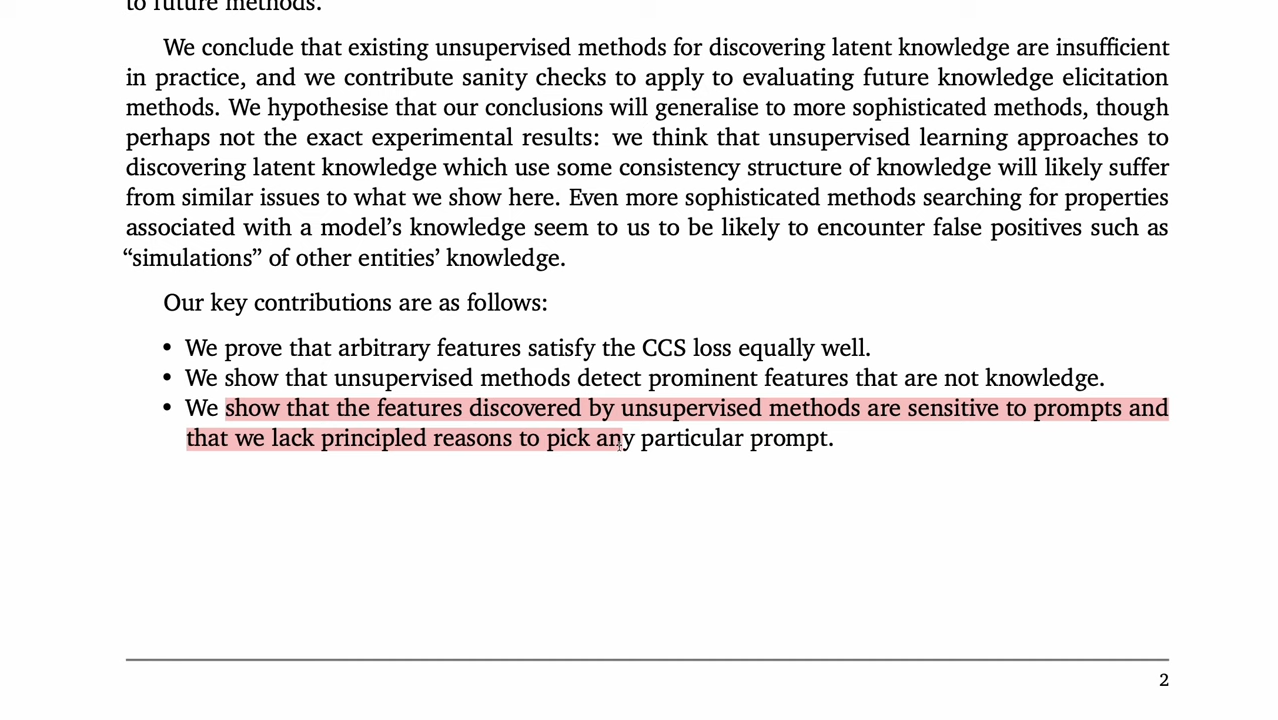 to future methods.
We conclude that existing unsupervised methods for discovering latent knowledge are insufficient
in practice, and we contribute sanity checks to apply to evaluating future knowledge elicitation
methods. We hypothesise that our conclusions will generalise to more sophisticated methods, though
perhaps not the exact experimental results: we think that unsupervised learning approaches to
discovering latent knowledge which use some consistency structure of knowledge will likely suffer
from similar issues to what we show here. Even more sophisticated methods searching for properties
associated with a model’s knowledge seem to us to be likely to encounter false positives such as
“simulations” of other entities’ knowledge.
Our key contributions are as follows:
• We prove that arbitrary features satisfy the CCS loss equally well.
• We show that unsupervised methods detect prominent features that are not knowledge.
• We show that the features discovered by unsupervised methods are sensitive to prompts and
that we lack principled reasons to pick any particular prompt.
2